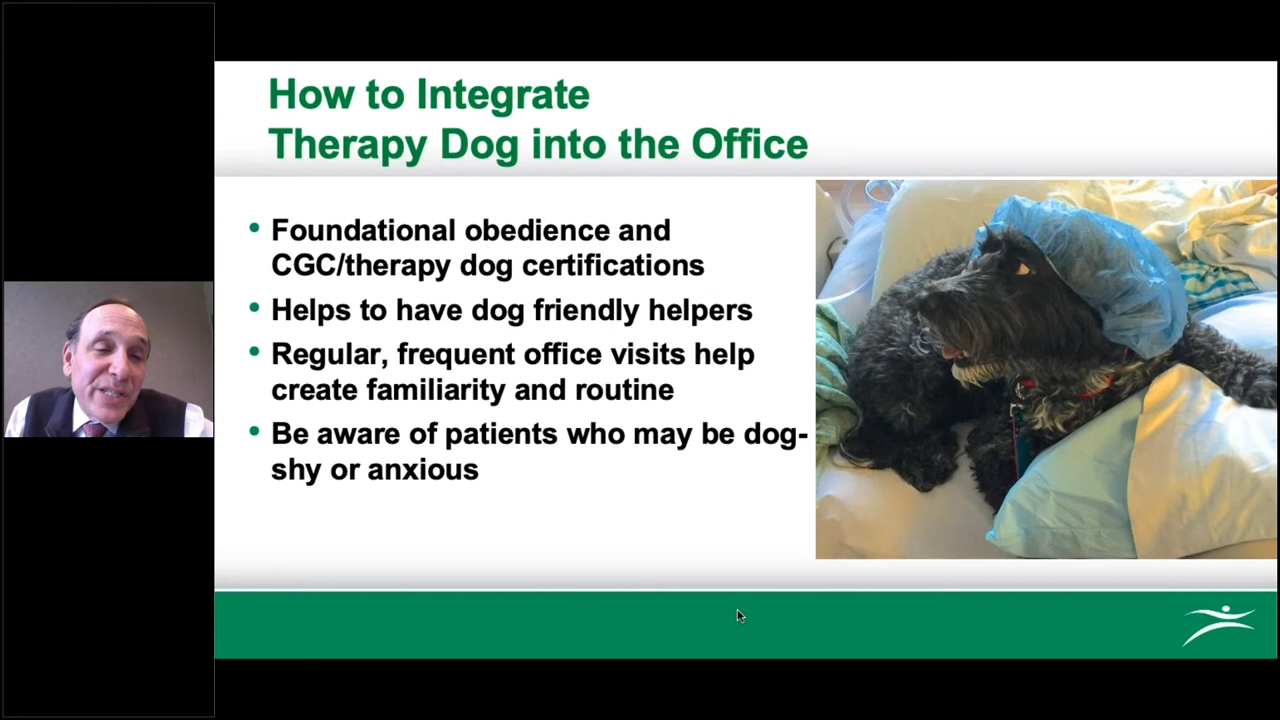 How to Integrate
Therapy Dog into the Office
• Foundational obedience and
CGC/therapy dog certifications
• Helps to have dog friendly helpers
• Regular, frequent office visits help
create familiarity and routine
• Be aware of patients who may be dog-
shy or anxious